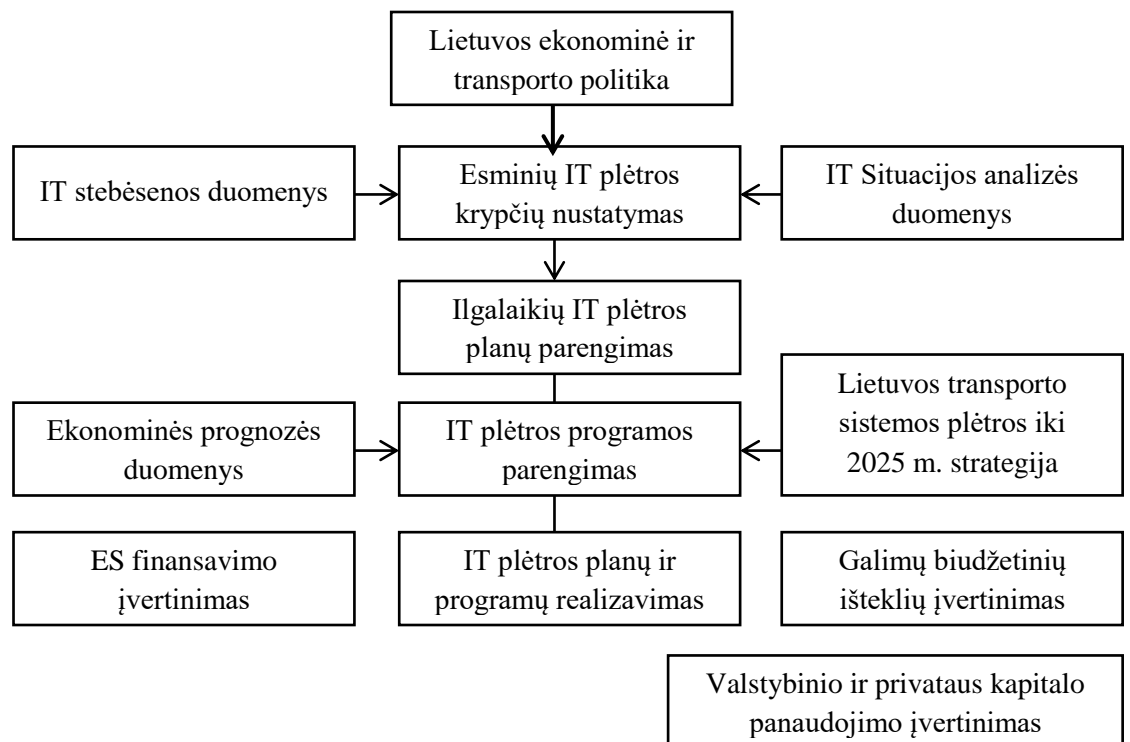 Lietuvos ekonominė ir
transporto politika
IT stebėsenos duomenys
Esminių IT plėtros
krypčių nustatymas
IT Situacijos analizės
duomenys
Ilgalaikių IT plėtros
planų parengimas
Ekonominės prognozės
duomenys
IT plėtros programos
parengimas
Lietuvos transporto
sistemos plėtros iki
2025 m. strategija
ES finansavimo
įvertinimas
IT plėtros planų ir
programų realizavimas
Galimų biudžetinių
išteklių įvertinimas
Valstybinio ir privataus kapitalo
panaudojimo įvertinimas